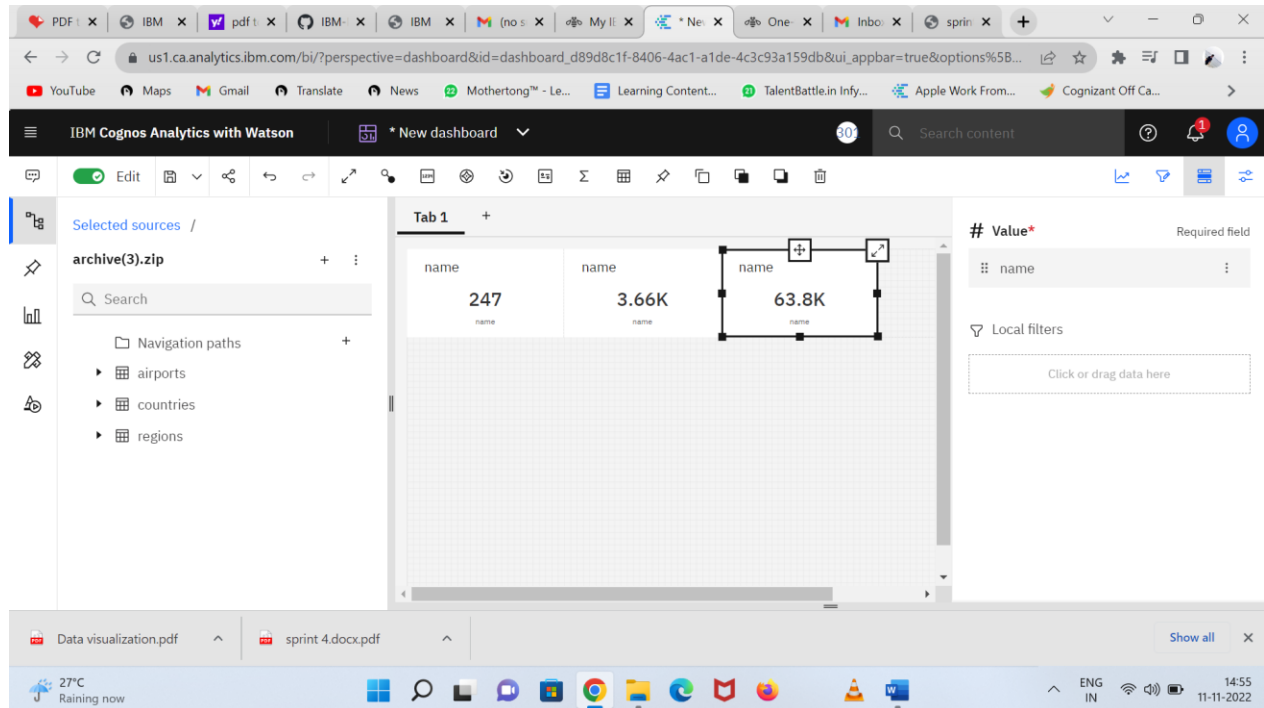 PDF t
IBM
pdf t
IBM-
IBM
(no s
My li
* Nev
One-
Inbo
sprin
us1.ca.analytics.ibm.com/bi/?perspective=dashboard&id=dashboard_d89d8c1f-8406-4ac1-a1de-4c3c93a159db&ui_appbar=true&options%5B...
YouTube Maps Gmail Translate News Mothertong™ - Le... Learning Content... TalentBattle.in Infy... Apple Work From... Cognizant Off Ca...
IBM Cognos Analytics with Watson
* New dashboard
Search content
1
Edit
Selected sources /
archive(3).zip
Search
Navigation paths
airports
countries
regions
Tab 1
name
247
name
name
3.66K
name
name
63.8K
name
# Value*
Required field
name
Local filters
Click or drag data here
Data visualization.pdf
sprint 4.docx.pdf
Show all
27°C
Raining now
ENG
IN
14:55
11-11-2022